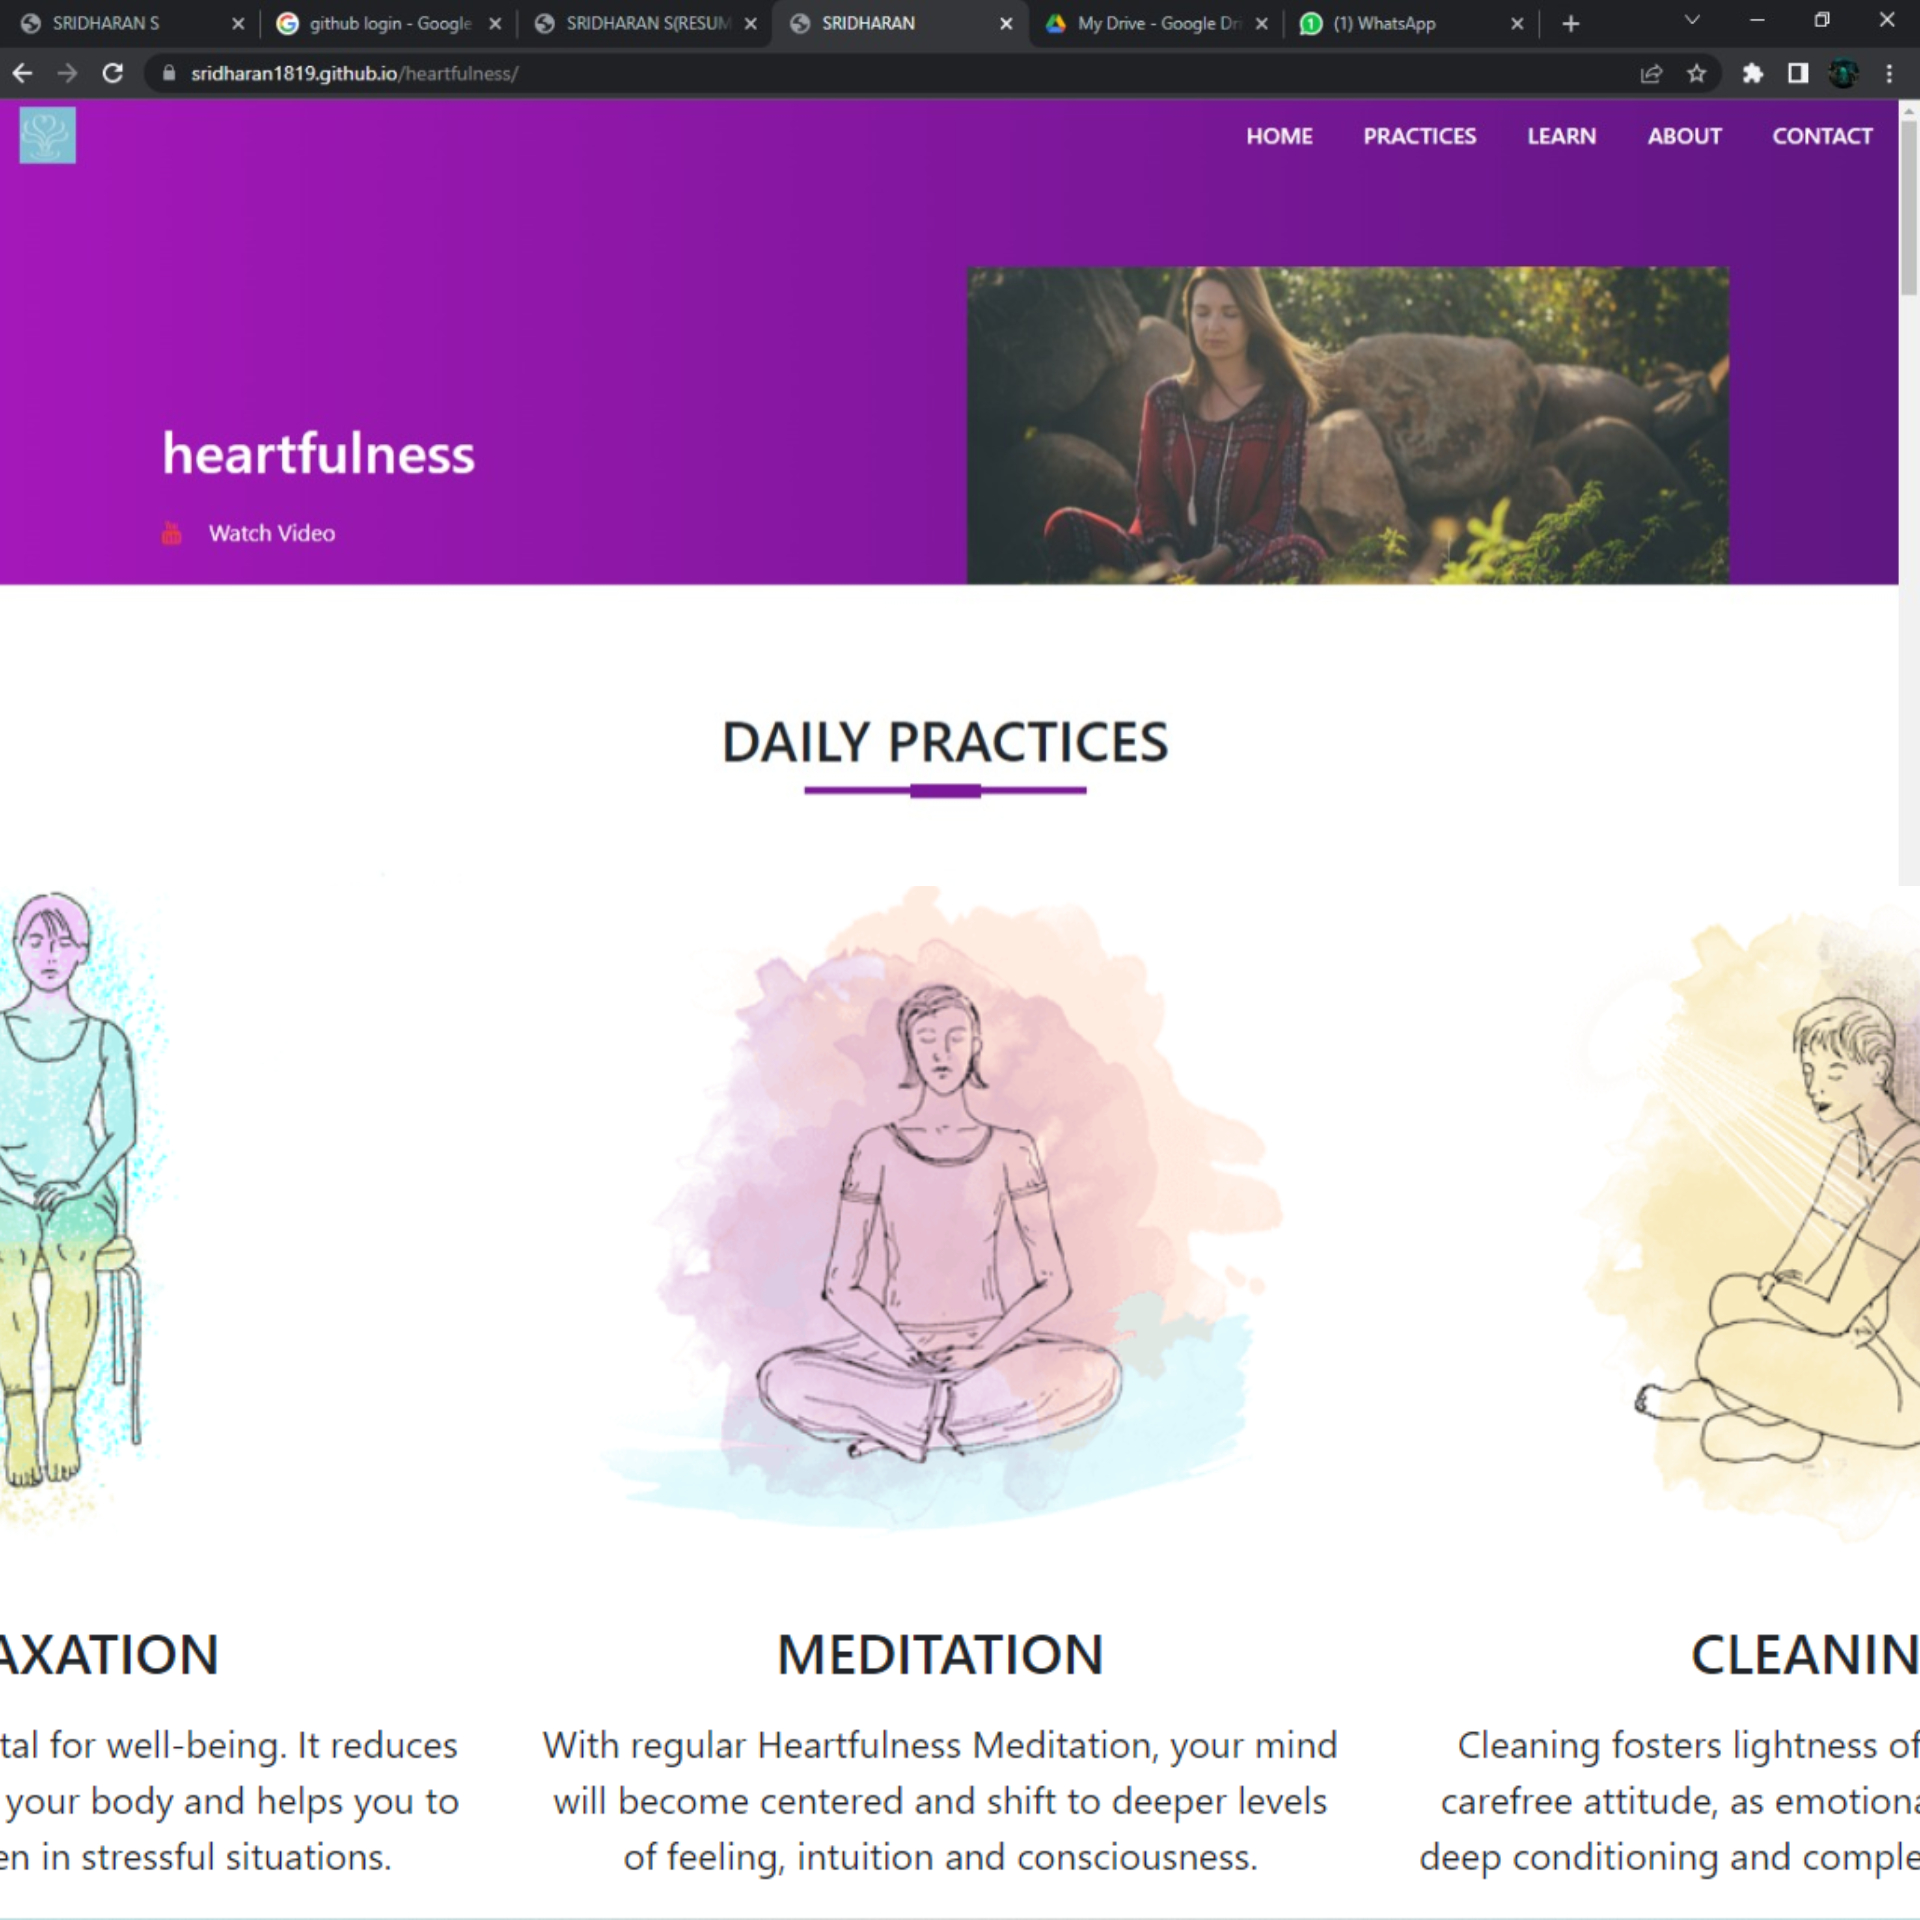 SRIDHARAN S
github login - Google
SRIDHARAN S(RESUM
SRIDHARAN
My Drive - Google Dri
(1) WhatsApp
sridharan1819.github.io/heartfulness/
HOME
PRACTICES
LEARN
ABOUT
CONTACT
heartfulness
Watch Video
DAILY PRACTICES
AXATION
tal for well-being. It reduces
your body and helps you to
en in stressful situations.
MEDITATION
With regular Heartfulness Meditation, your mind
will become centered and shift to deeper levels
of feeling, intuition and consciousness.
CLEANIN
Cleaning fosters lightness of
carefree attitude, as emotiona
deep conditioning and comple